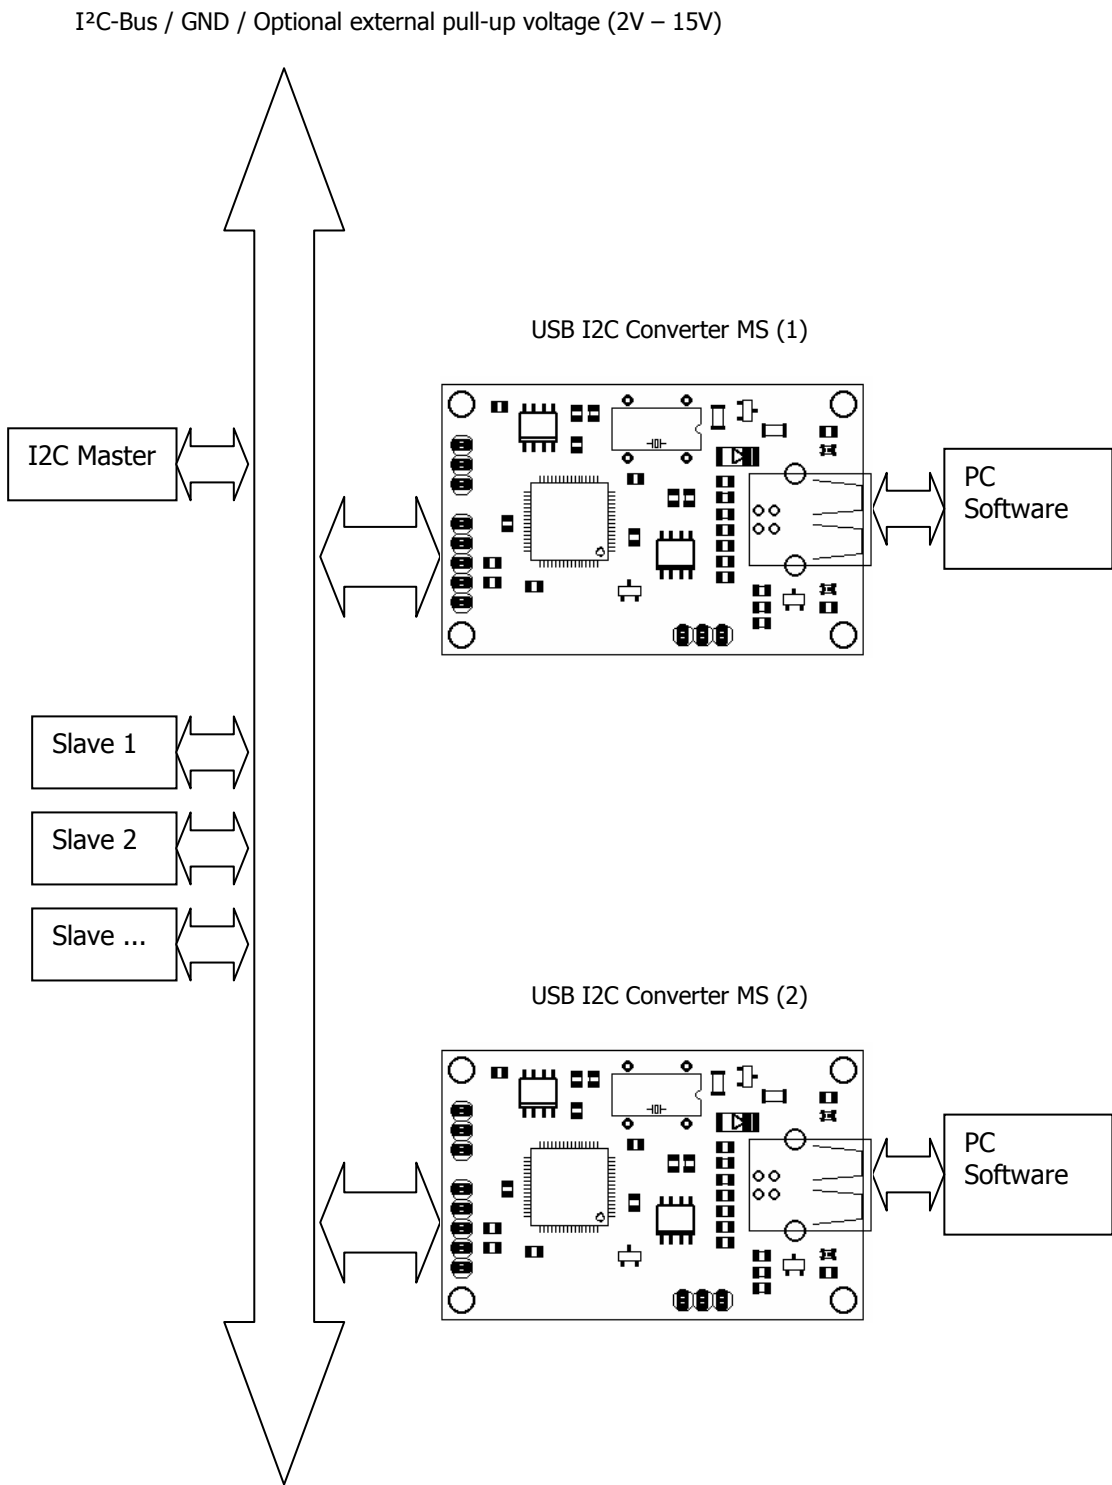 I²C-Bus / GND / Optional external pull-up voltage (2V – 15V)
USB I2C Converter MS (1)
I2C Master
PC
Software
Slave 1
Slave 2
Slave ...
USB I2C Converter MS (2)
PC
Software